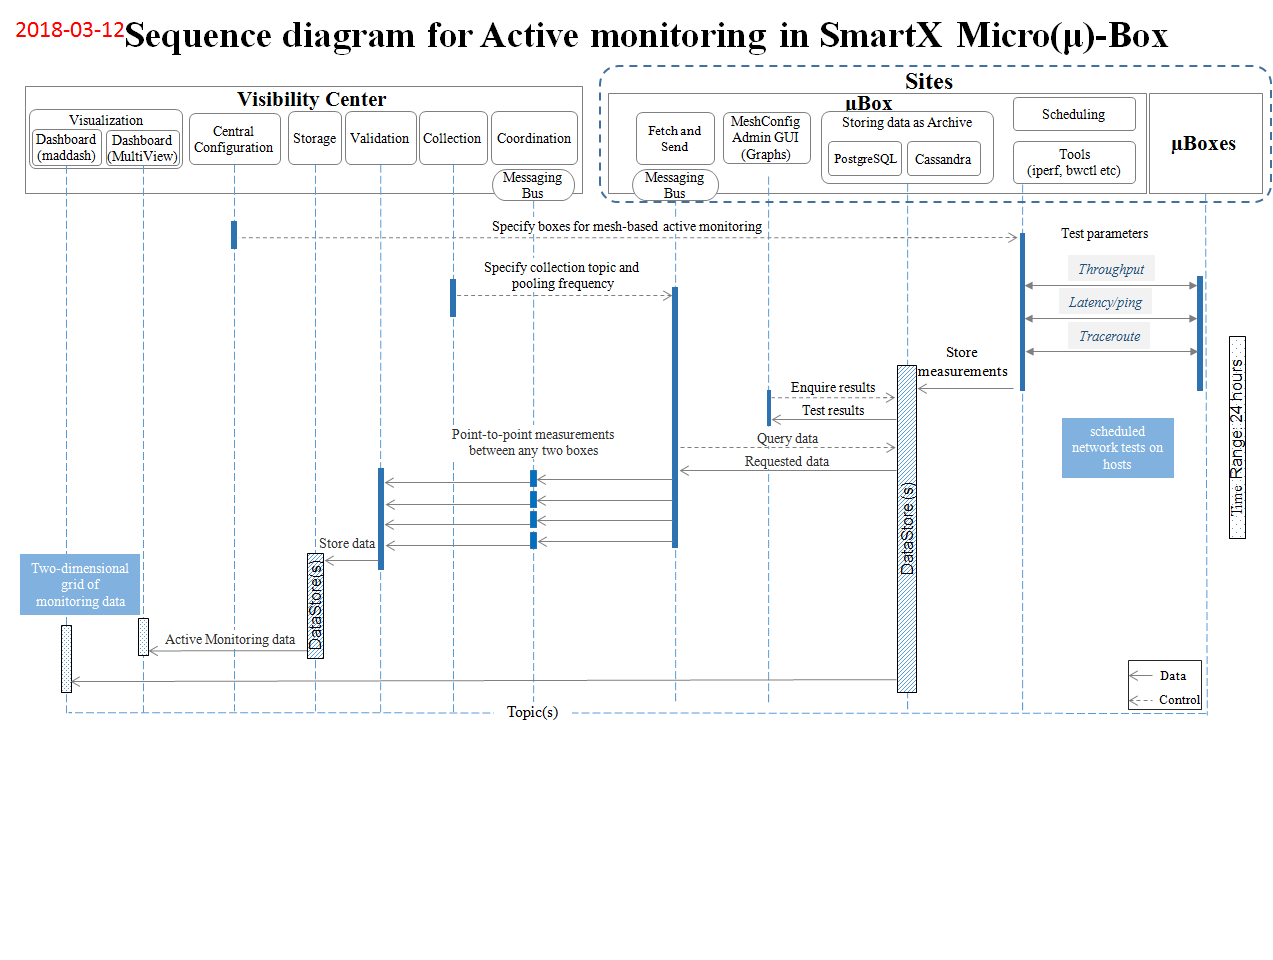 2018-03-12
Sequence diagram for Active monitoring in SmartX Micro(µ)-Box
Visibility Center
Visualization
Dashboard
(maddash)
Dashboard
(MultiView)
Central
Configuration
Storage
Validation
Collection
Coordination
Messaging
Bus
Sites
µBox
Fetch and
Send
Messaging
Bus
MeshConfig
Admin GUI
(Graphs)
Storing data as Archive
PostgreSQL
Cassandra
Scheduling
Tools
(iperf, bwctl etc)
µBoxes
Specify boxes for mesh-based active monitoring
Test parameters
Specify collection topic and
pooling frequency
Throughput
Latency/ping
Traceroute
Store
measurements
Enquire results
Test results
Query data
Requested data
Point-to-point measurements
between any two boxes
scheduled
network tests on
hosts
Time Range: 24 hours
DataStore (s)
Store data
DataStore(s)
Two-dimensional
grid of
monitoring data
Active Monitoring data
Data
Control
Topic(s)